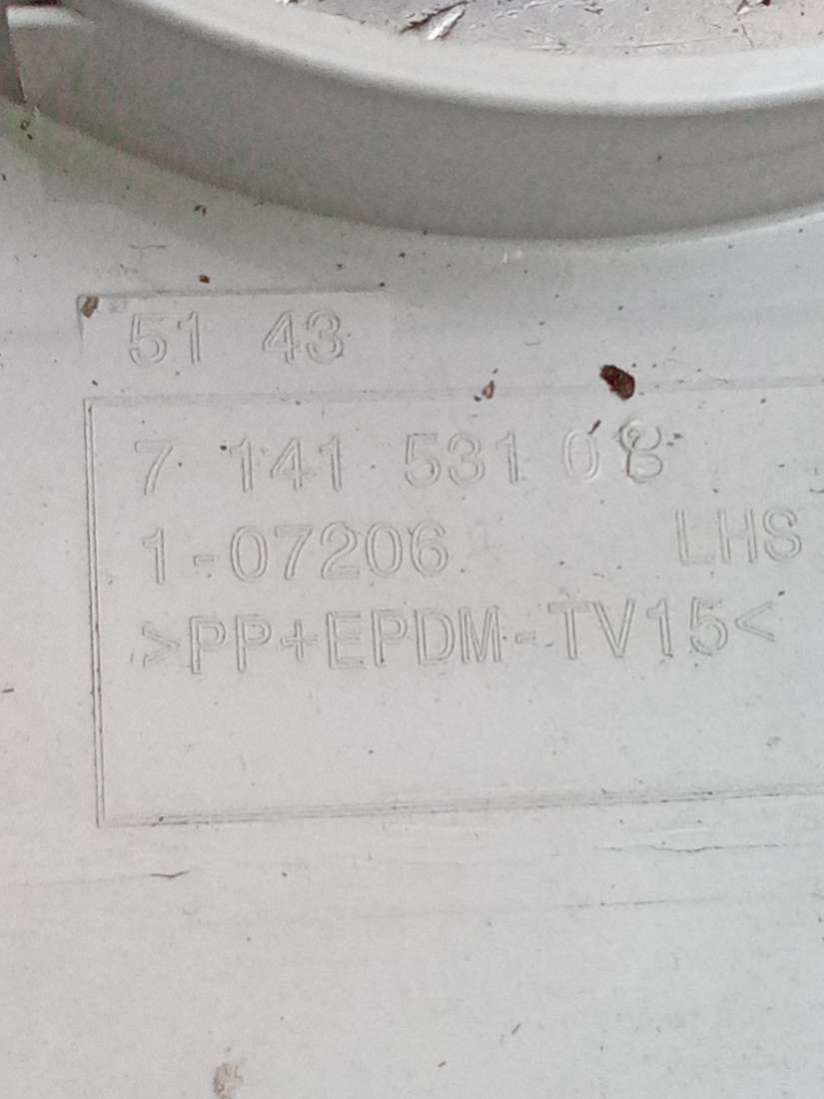 51 43
7 141 531 08
1-07206 LHS
>PP+EPDM-TV15<